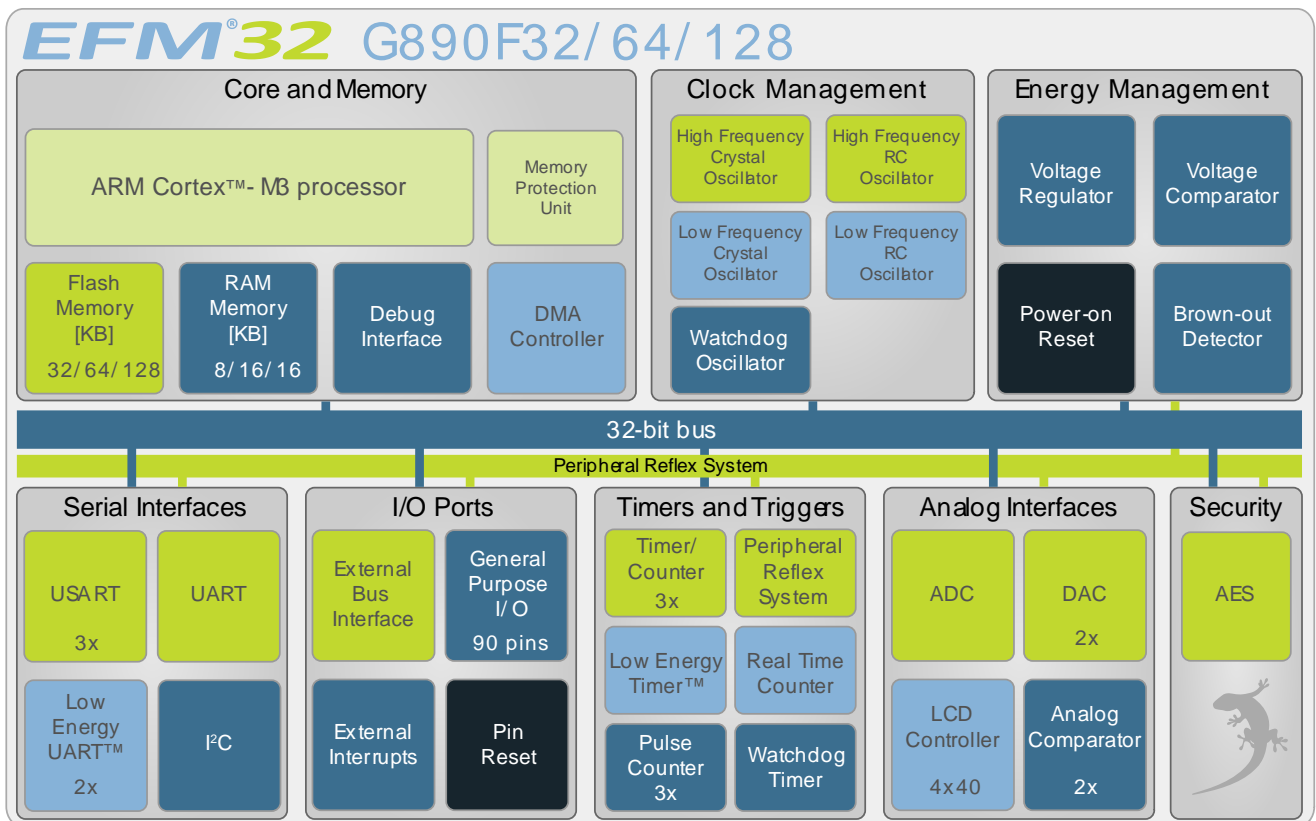 EFM®32 G890F32/64/128
Core and Memory
ARM Cortex™-M3 processor
Memory
Protection
Unit
Flash
Memory
[KB]
32/64/128
RAM
Memory
[KB]
8/16/16
Debug
Interface
DMA
Controller
Clock Management
High Frequency
Crystal
Oscillator
High Frequency
RC
Oscillator
Low Frequency
Crystal
Oscillator
Low Frequency
RC
Oscillator
Watchdog
Oscillator
Energy Management
Voltage
Regulator
Voltage
Comparator
Power-on
Reset
Brown-out
Detector
32-bit bus
Peripheral Reflex System
Serial Interfaces
USART
3x
UART
Low
Energy
UART™
2x
I²C
I/O Ports
External
Bus
Interface
General
Purpose
I/O
90 pins
External
Interrupts
Pin
Reset
Timers and Triggers
Timer/
Counter
3x
Peripheral
Reflex
System
Low Energy
Timer™
Real Time
Counter
Pulse
Counter
3x
Watchdog
Timer
Analog Interfaces
ADC
DAC
2x
LCD
Controller
4x40
Analog
Comparator
2x
Security
AES